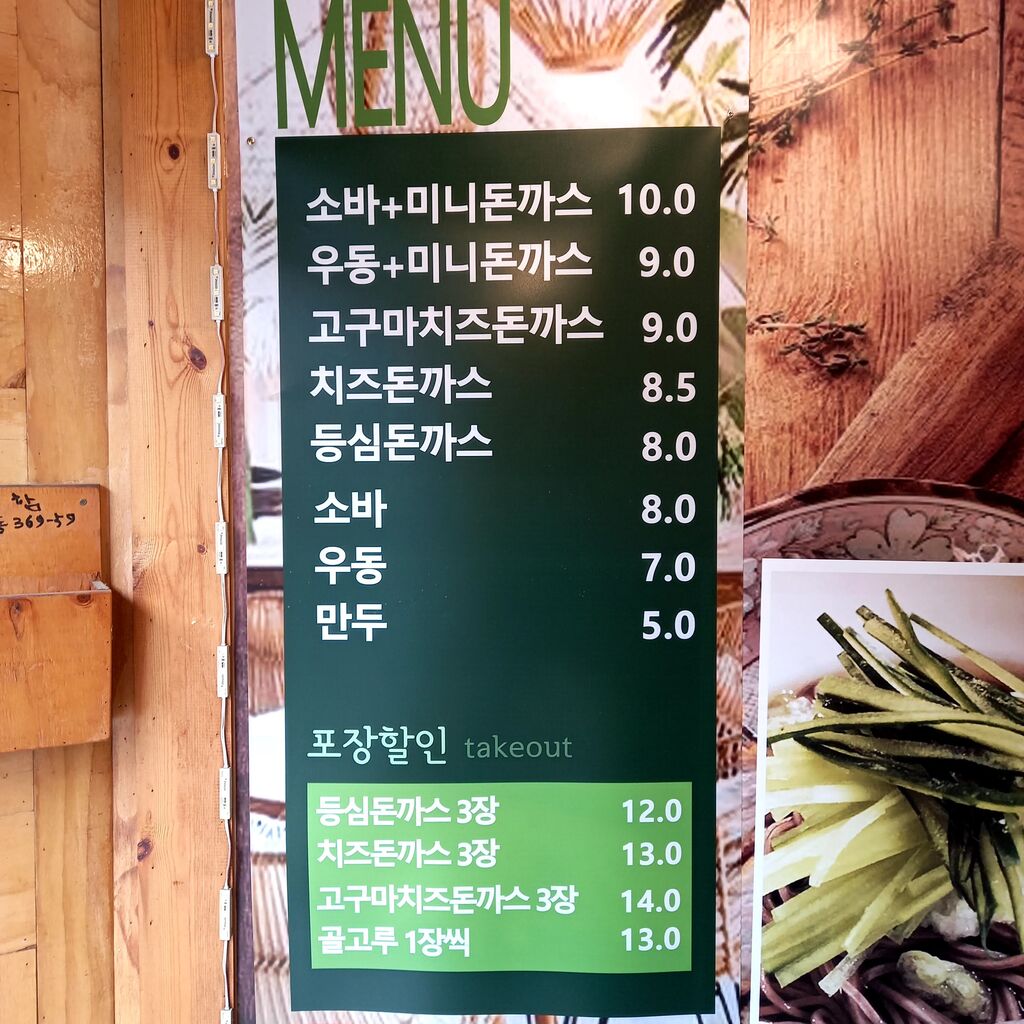 MENU
소바+미니돈까스 10.0
우동+미니돈까스 9.0
고구마치즈돈까스 9.0
치즈돈까스 8.5
등심돈까스 8.0
소바 8.0
우동 7.0
만두 5.0
포장할인 takeout
등심돈까스 3장 12.0
치즈돈까스 3장 13.0
고구마치즈돈까스 3장 14.0
골고루 1장씩 13.0
369-59